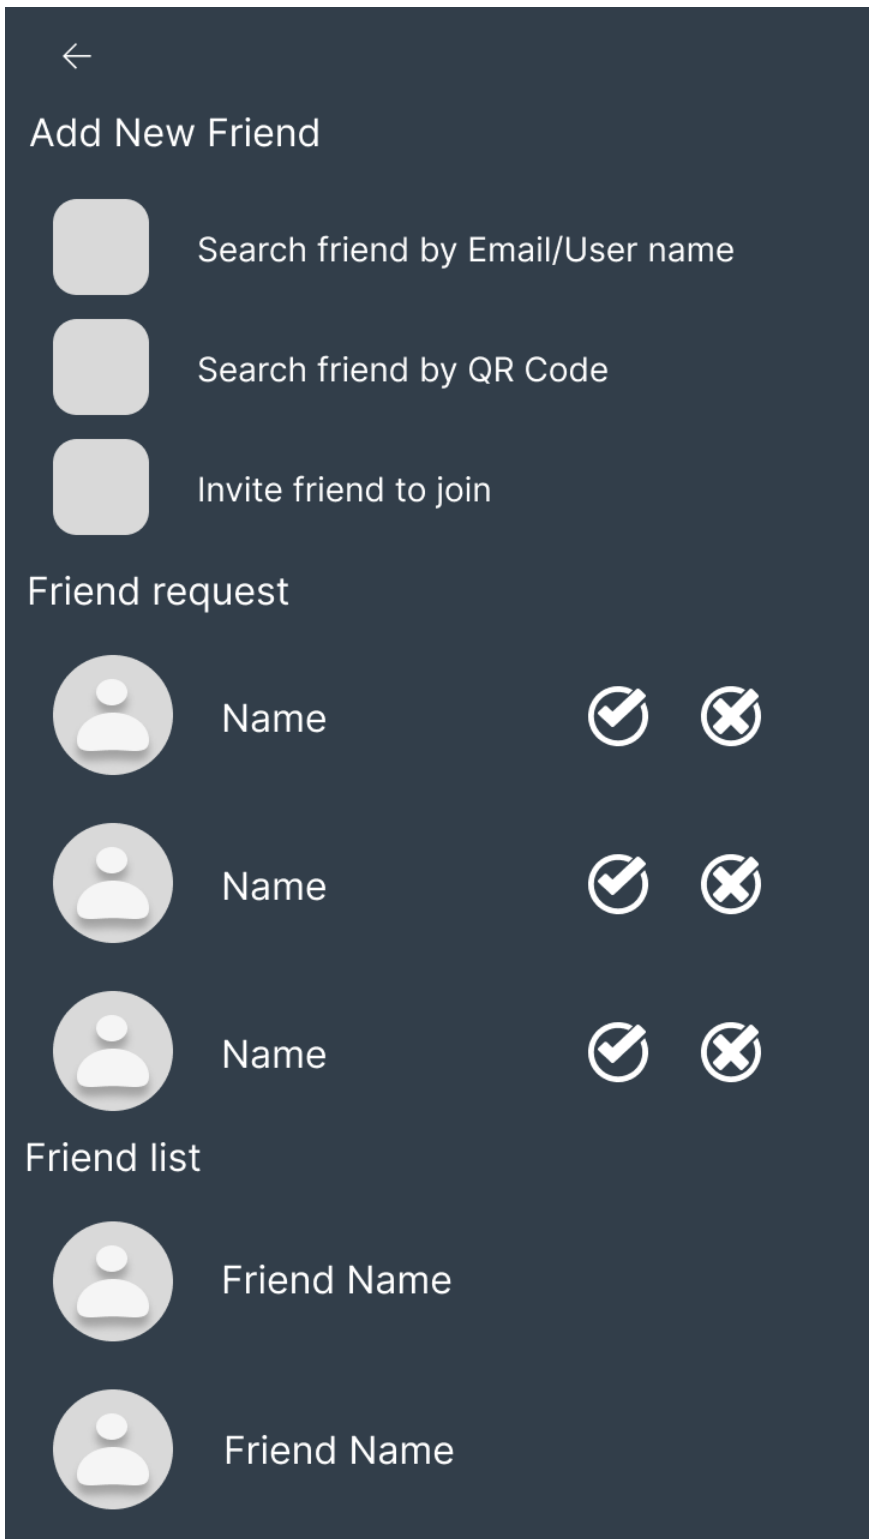 Add New Friend
Search friend by Email/User name
Search friend by QR Code
Invite friend to join
Friend request
Name
Name
Name
Friend list
Friend Name
Friend Name